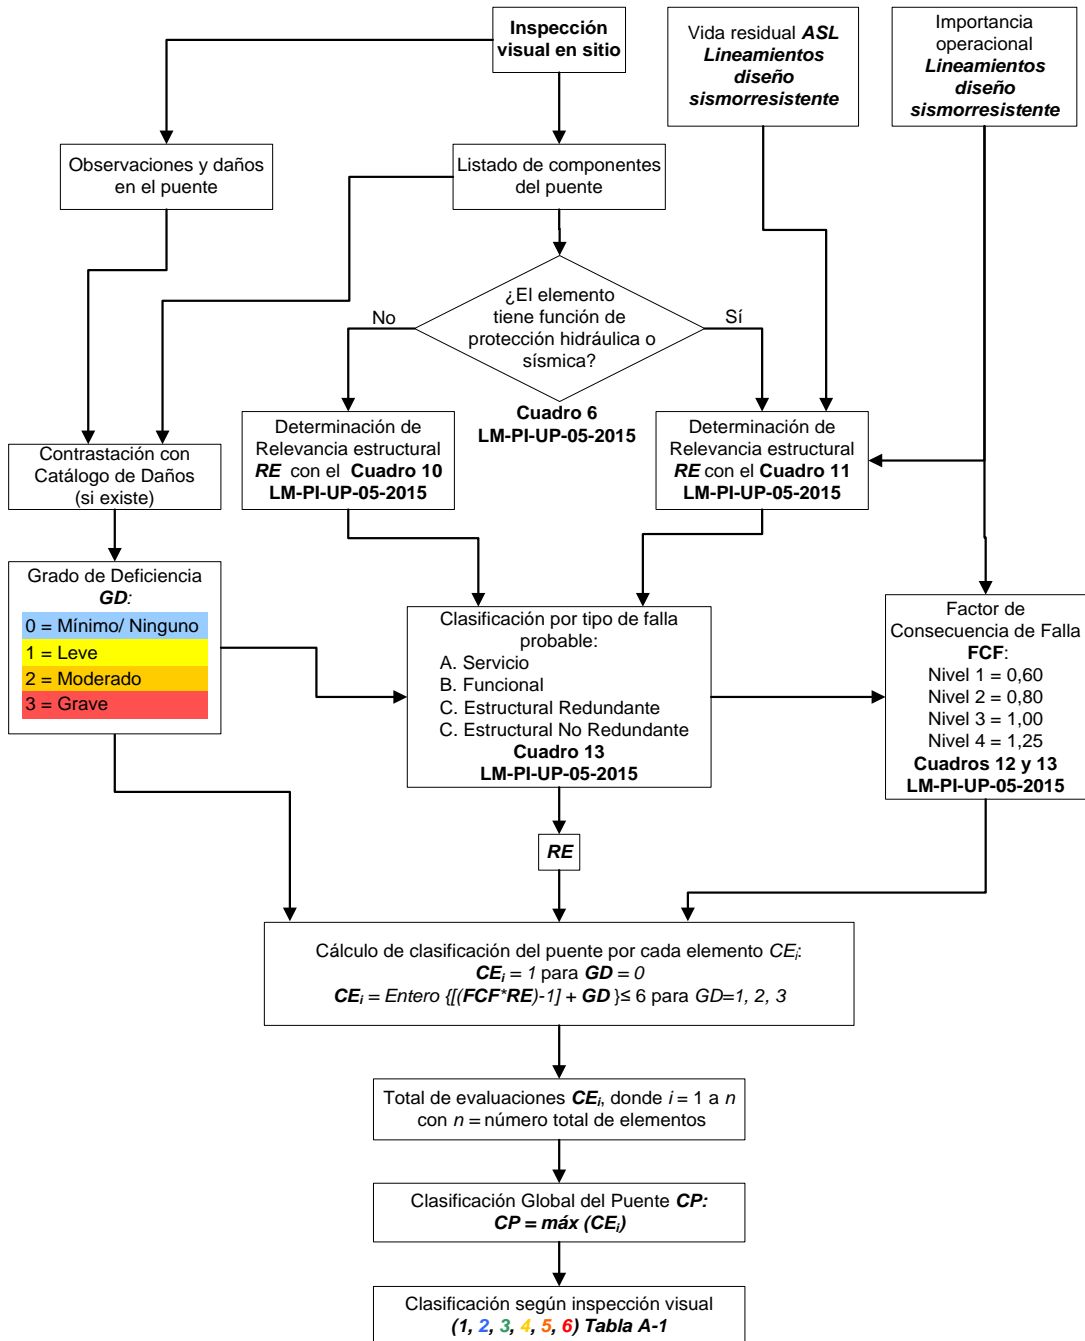 Inspección
visual en sitio
Vida residual ASL
Lineamientos
diseño
sismorresistente
Importancia
operacional
Lineamientos
diseño
sismorresistente
Observaciones y daños
en el puente
Listado de componentes
del puente
¿El elemento
tiene función de
protección hidráulica o
sísmica?
No
Sí
Cuadro 6
LM-PI-UP-05-2015
Contrastación con
Catálogo de Daños
(si existe)
Determinación de
Relevancia estructural
RE con el Cuadro 10
LM-PI-UP-05-2015
Determinación de
Relevancia estructural
RE con el Cuadro 11
LM-PI-UP-05-2015
Grado de Deficiencia
GD:
0 = Mínimo/ Ninguno
1 = Leve
2 = Moderado
3 = Grave
Clasificación por tipo de falla
probable:
A. Servicio
B. Funcional
C. Estructural Redundante
C. Estructural No Redundante
Cuadro 13
LM-PI-UP-05-2015
Factor de
Consecuencia de Falla
FCF:
Nivel 1 = 0,60
Nivel 2 = 0,80
Nivel 3 = 1,00
Nivel 4 = 1,25
Cuadros 12 y 13
LM-PI-UP-05-2015
RE
Cálculo de clasificación del puente por cada elemento CEi:
CEi = 1 para GD = 0
CEi = Entero {[(FCF*RE)-1] + GD }≤ 6 para GD=1, 2, 3
Total de evaluaciones CEi, donde i = 1 a n
con n = número total de elementos
Clasificación Global del Puente CP:
CP = máx (CEi)
Clasificación según inspección visual
(1, 2, 3, 4, 5, 6) Tabla A-1